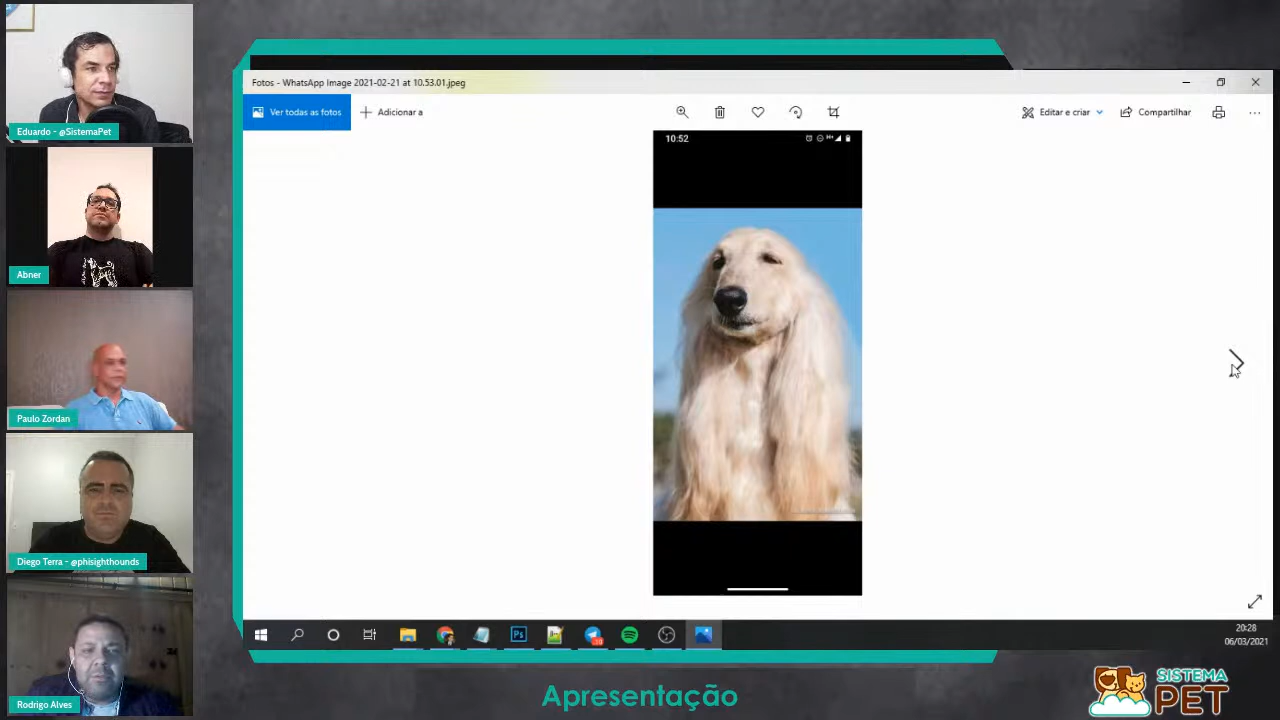 Eduardo - @SistemaPet
Abner
Paulo Zordan
Diego Terra - @phisighthounds
Rodrigo Alves
Fotos - WhatsApp Image 2021-02-21 at 10.53.01.jpeg
Ver todas as fotos
Adicionar a
Editar e criar
Compartilhar
10:52
Ps
20:28
06/03/2021
Apresentação
SISTEMA
PET